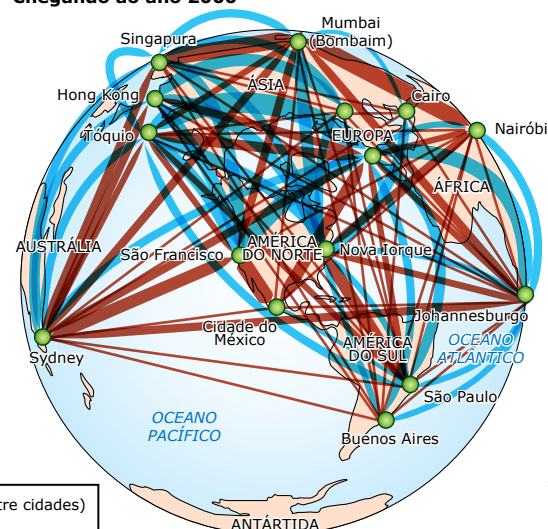 Chegando ao ano 2000
Mumbai
(Bombaim)
Singapura
ÁSIA
Hong Kong
Cairo
Tóquio
EUROPA
Nairóbi
ÁFRICA
AUSTRÁLIA
São Francisco
AMÉRICA
DO NORTE
Nova Iorque
Johannesburgo
Cidade do
México
AMÉRICA
DO SUL
OCEANO
ATLÂNTICO
Sydney
São Paulo
OCEANO
PACÍFICO
Buenos Aires
tre cidades)
ANTÁRTIDA